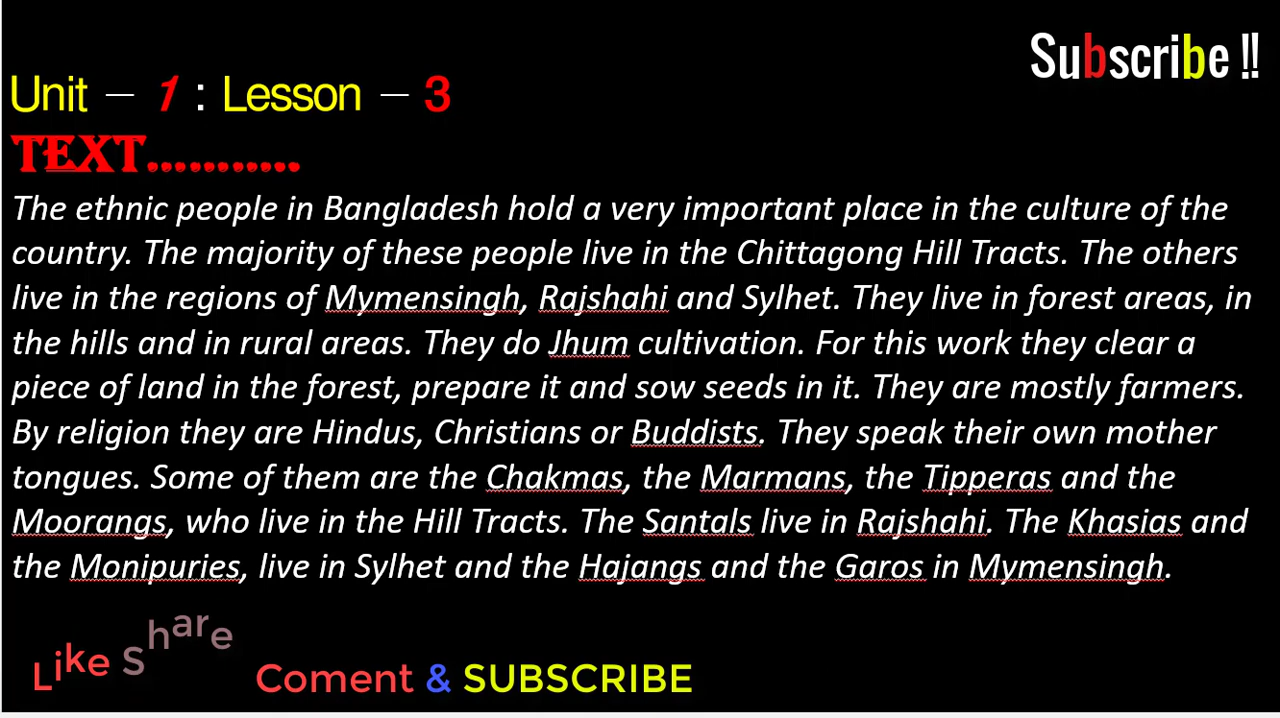 Subscribe !!
Unit – 1 : Lesson – 3
TEXT...........
The ethnic people in Bangladesh hold a very important place in the culture of the
country. The majority of these people live in the Chittagong Hill Tracts. The others
live in the regions of Mymensingh, Rajshahi and Sylhet. They live in forest areas, in
the hills and in rural areas. They do Jhum cultivation. For this work they clear a
piece of land in the forest, prepare it and sow seeds in it. They are mostly farmers.
By religion they are Hindus, Christians or Buddists. They speak their own mother
tongues. Some of them are the Chakmas, the Marmans, the Tipperas and the
Moorangs, who live in the Hill Tracts. The Santals live in Rajshahi. The Khasias and
the Monipuries, live in Sylhet and the Hajangs and the Garos in Mymensingh.
Like Share Coment & SUBSCRIBE